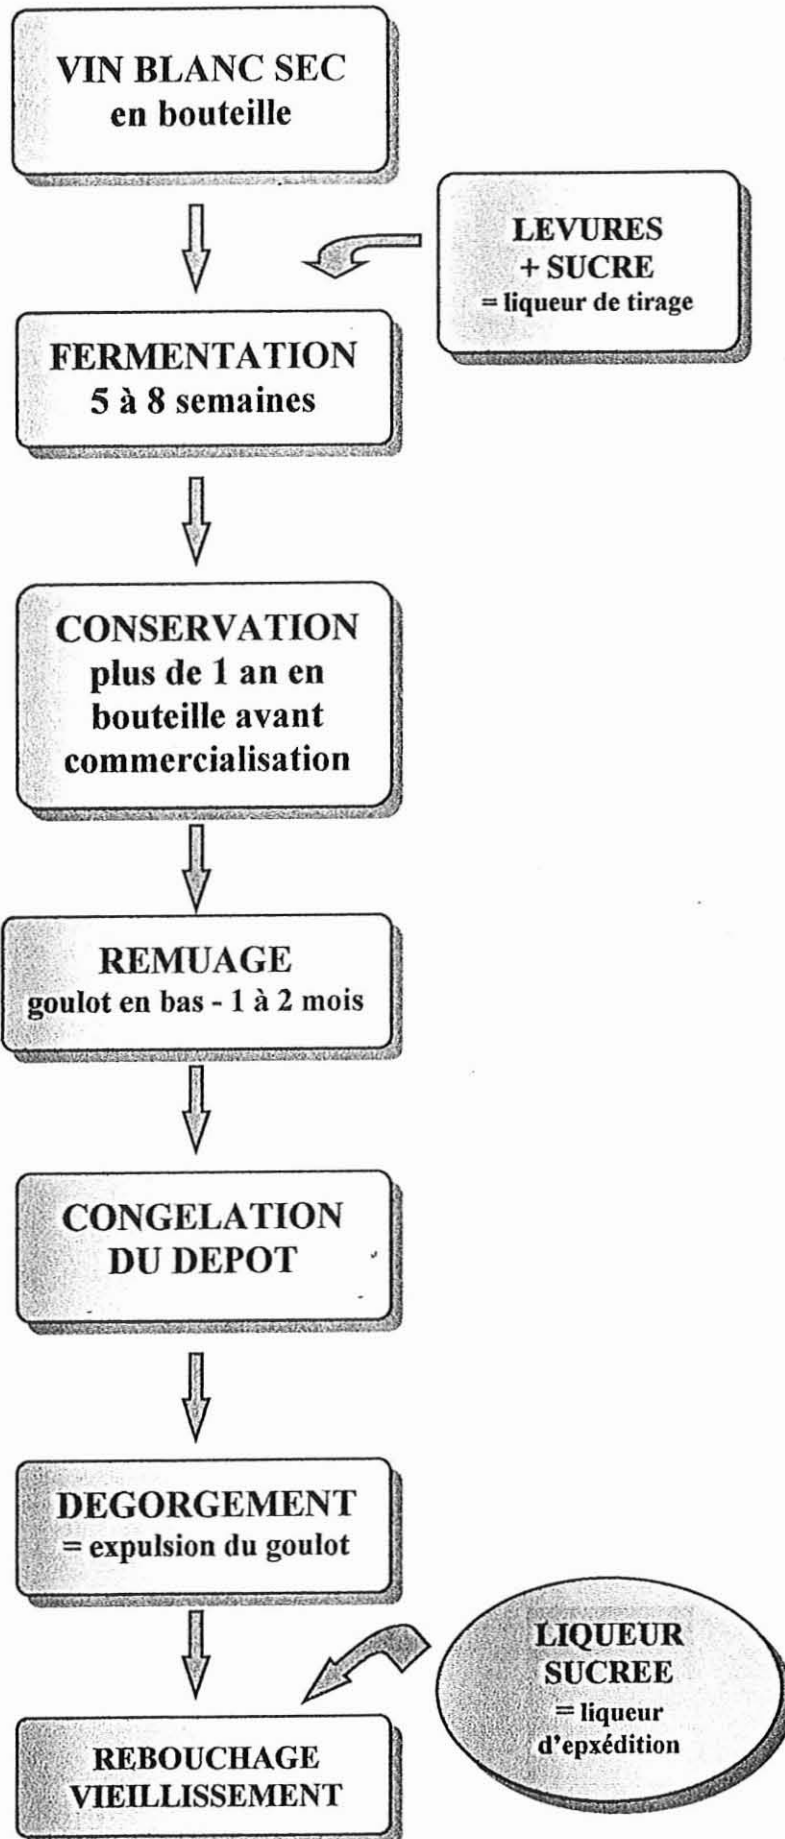 VIN BLANC SEC
en bouteille
LEVURES
+ SUCRE
= liqueur de tirage
FERMENTATION
5 à 8 semaines
CONSERVATION
plus de 1 an en
bouteille avant
commercialisation
REMUAGE
goulot en bas - 1 à 2 mois
CONGELATION
DU DEPOT
DEGORGEMENT
= expulsion du goulot
LIQUEUR
SUCREE
= liqueur
d'epxédition
REBOUCHAGE
VIEILLISSEMENT